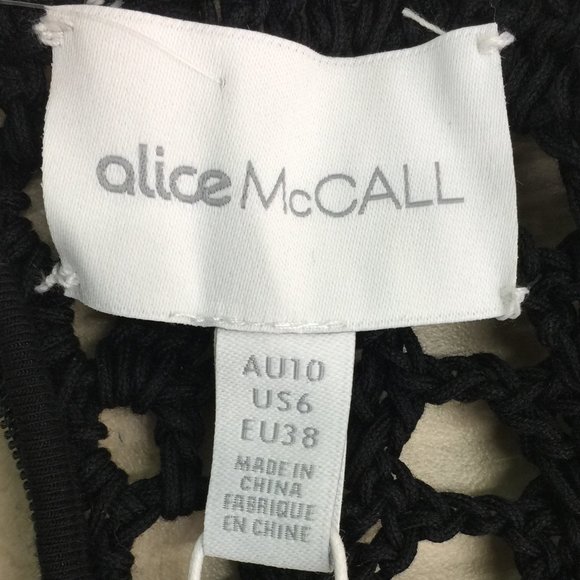 alice McCALL
AU10
US6
EU38
MADE IN
CHINA
FABRIQUE
EN CHINE